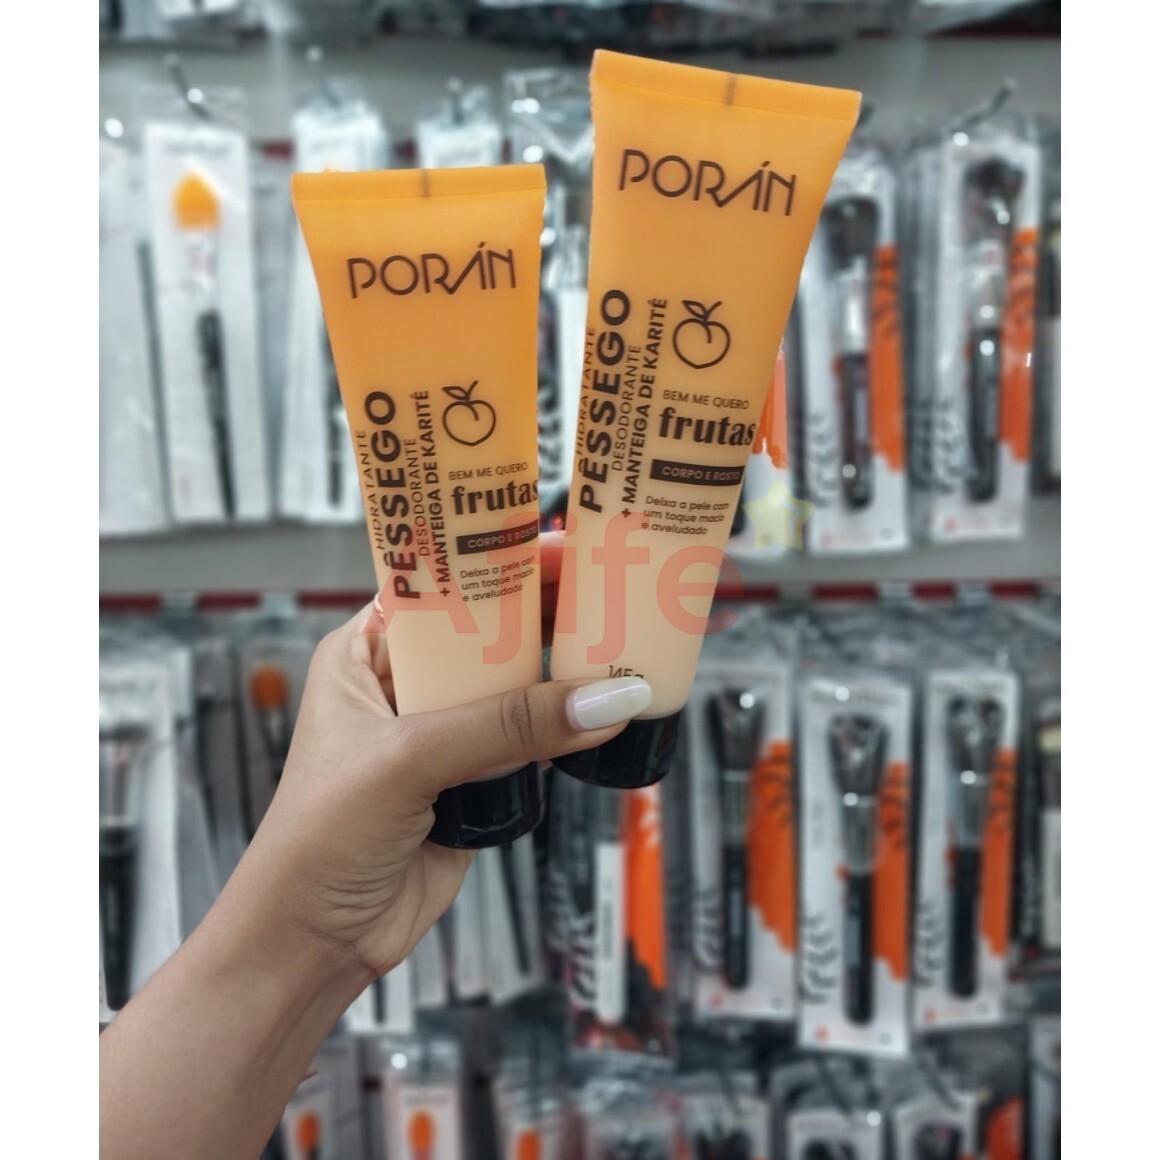 PORÁN
HIDRATANTE
PÊSSEGO
DESODORANTE
+ MANTEIGA DE KARITÉ
BEM ME QUERO
frutas
CORPO E ROSTO
Deixa a pele com
um toque macio
e aveludado
PORÁN
HIDRATANTE
PÊSSEGO
DESODORANTE
+ MANTEIGA DE KARITÉ
BEM ME QUERO
frutas
CORPO E ROSTO
Deixa a pele com
um toque macio
e aveludado
145g
Ajife